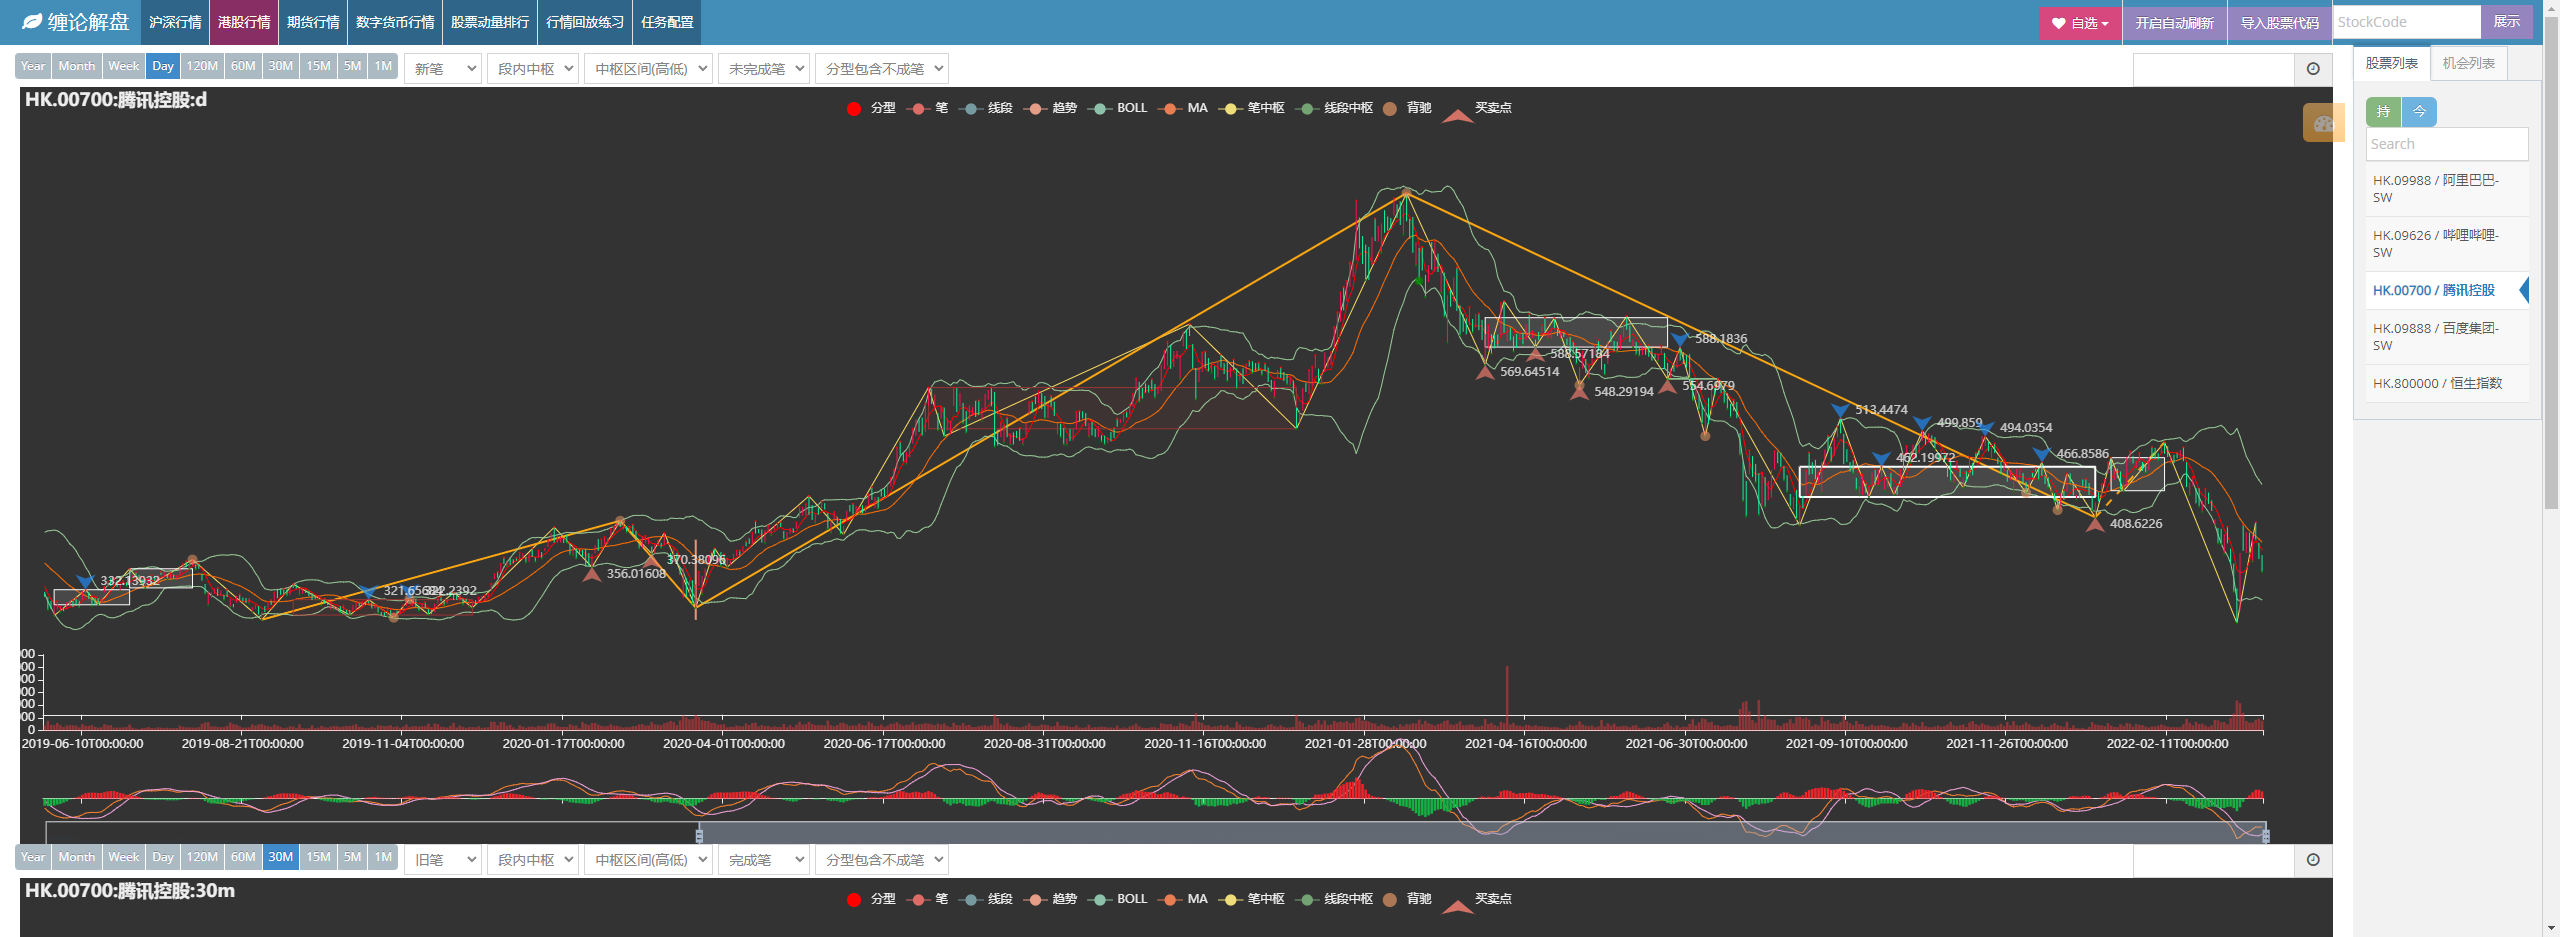 缠论解盘 沪深行情 港股行情 期货行情 数字货币行情 股票动量排行 行情回放练习 任务配置 自选 开启自动刷新 导入股票代码 StockCode 展示
Year Month Week Day 120M 60M 30M 15M 5M 1M 新笔 段内中枢 中枢区间(高低) 未完成笔 分型包含不成笔
HK.00700:腾讯控股:d
分型 笔 线段 趋势 BOLL MA 笔中枢 线段中枢 背驰 买卖点
588.1836
588.57184
569.64514
554.6979
548.29194
513.4474
499.859
494.0354
462.19972
466.8586
408.6226
370.38096
356.01608
332.13932
322.2392
00
00
00
00
00
00
0
2019-06-10T00:00:00 2019-08-21T00:00:00 2019-11-04T00:00:00 2020-01-17T00:00:00 2020-04-01T00:00:00 2020-06-17T00:00:00 2020-08-31T00:00:00 2020-11-16T00:00:00 2021-01-28T00:00:00 2021-04-16T00:00:00 2021-06-30T00:00:00 2021-09-10T00:00:00 2021-11-26T00:00:00 2022-02-11T00:00:00
Year Month Week Day 120M 60M 30M 15M 5M 1M 旧笔 段内中枢 中枢区间(高低) 完成笔 分型包含不成笔
HK.00700:腾讯控股:30m
分型 笔 线段 趋势 BOLL MA 笔中枢 线段中枢 背驰 买卖点
股票列表 机会列表
持 今
Search
HK.09988 / 阿里巴巴-
SW
HK.09626 / 哔哩哔哩-
SW
HK.00700 / 腾讯控股
HK.09888 / 百度集团-
SW
HK.800000 / 恒生指数